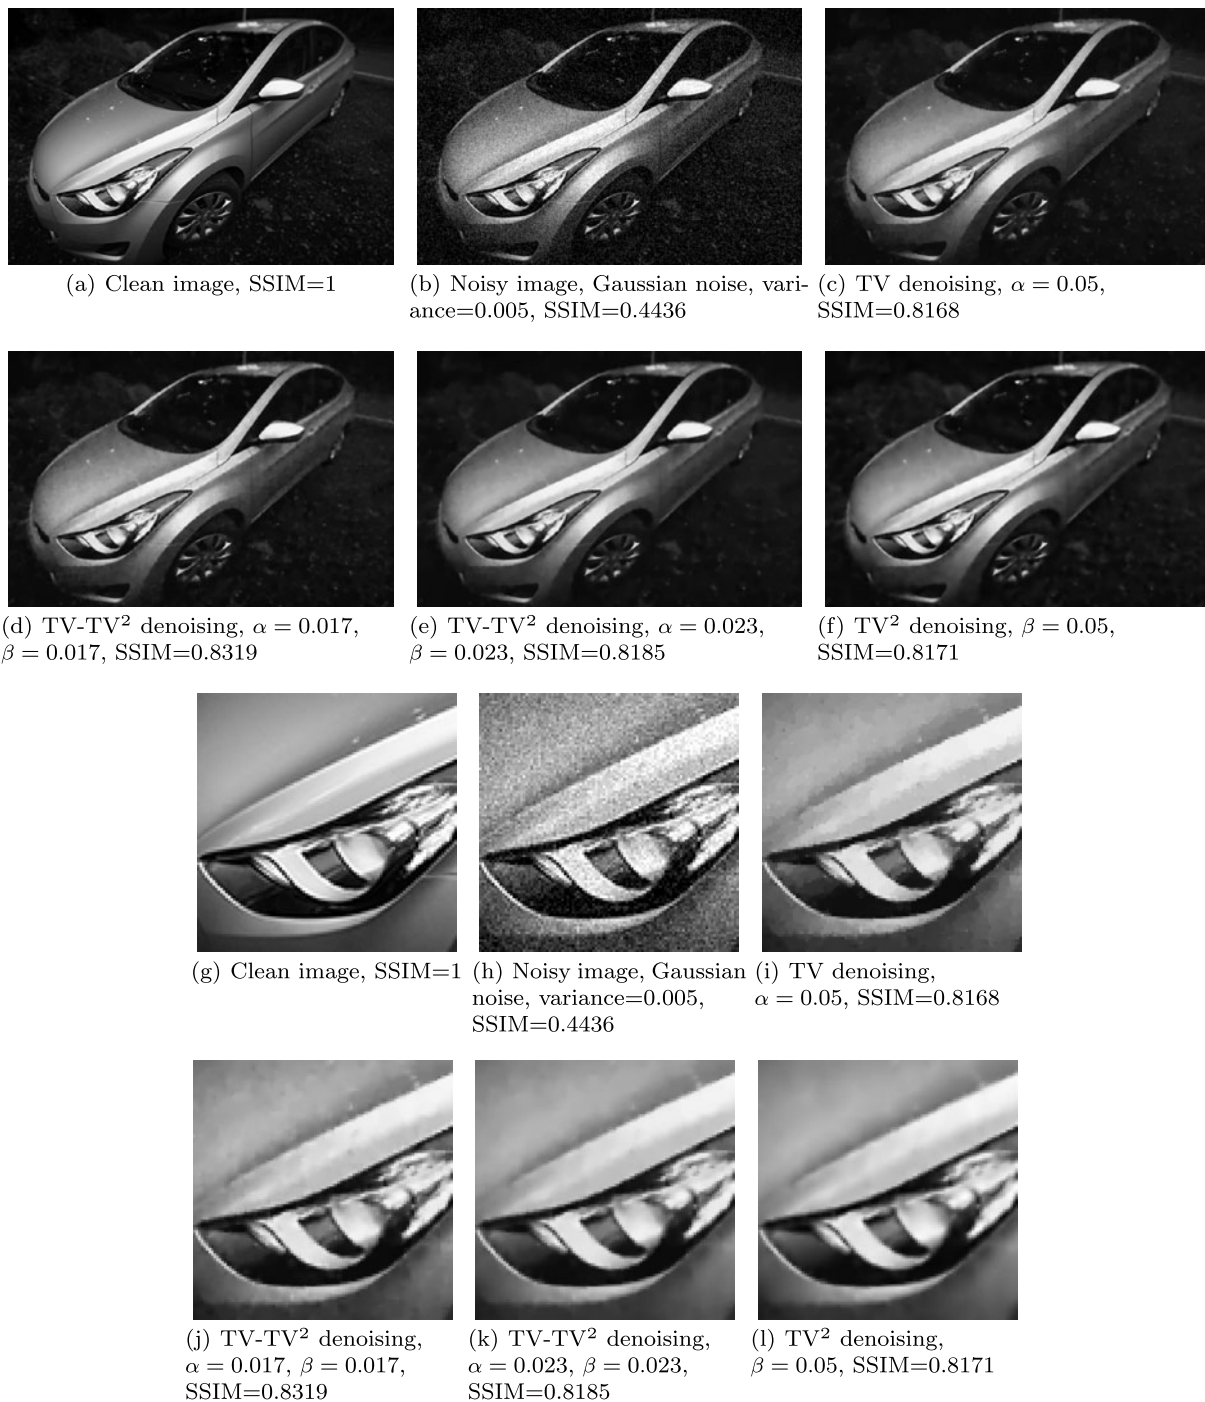 (a) Clean image, SSIM=1
(b) Noisy image, Gaussian noise, vari-
ance=0.005, SSIM=0.4436
(c) TV denoising, α = 0.05,
SSIM=0.8168
(d) TV-TV² denoising, α = 0.017,
β = 0.017, SSIM=0.8319
(e) TV-TV² denoising, α = 0.023,
β = 0.023, SSIM=0.8185
(f) TV² denoising, β = 0.05,
SSIM=0.8171
(g) Clean image, SSIM=1
(h) Noisy image, Gaussian
noise, variance=0.005,
SSIM=0.4436
(i) TV denoising,
α = 0.05, SSIM=0.8168
(j) TV-TV² denoising,
α = 0.017, β = 0.017,
SSIM=0.8319
(k) TV-TV² denoising,
α = 0.023, β = 0.023,
SSIM=0.8185
(l) TV² denoising,
β = 0.05, SSIM=0.8171